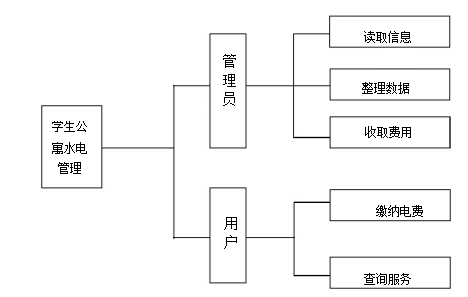 学生公
寓水电
管理
管
理
员
读取信息
整理数据
收取费用
用
户
缴纳电费
查询服务